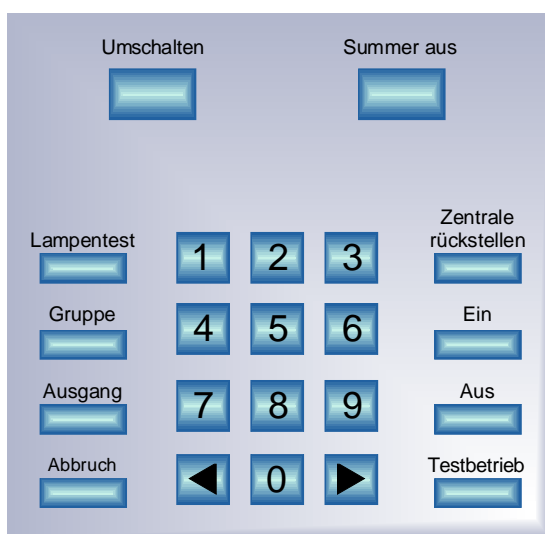 Umschalten Summer aus
Zentrale
Lampentest 1 2 3 rückstellen
Gruppe 4 5 6 Ein
Ausgang 7 8 9 Aus
Abbruch 0 Testbetrieb